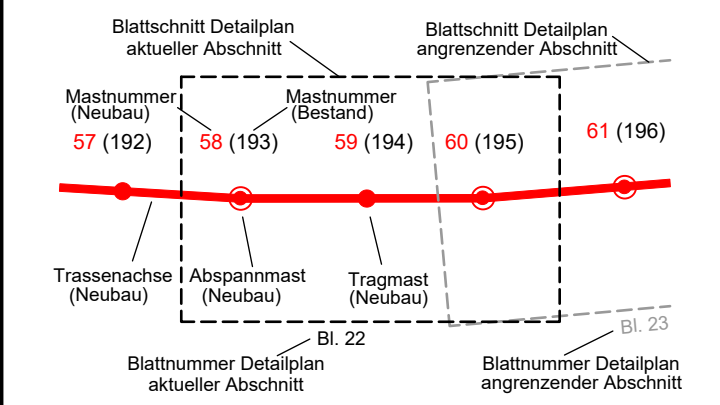 Blattschnitt Detailplan
aktueller Abschnitt
Blattschnitt Detailplan
angrenzender Abschnitt
Mastnummer
(Neubau)
Mastnummer
(Bestand)
57 (192)
58 (193)
59 (194)
60 (195)
61 (196)
Trassenachse
(Neubau)
Abspannmast
(Neubau)
Tragmast
(Neubau)
Bl. 22
Bl. 23
Blattnummer Detailplan
aktueller Abschnitt
Blattnummer Detailplan
angrenzender Abschnitt